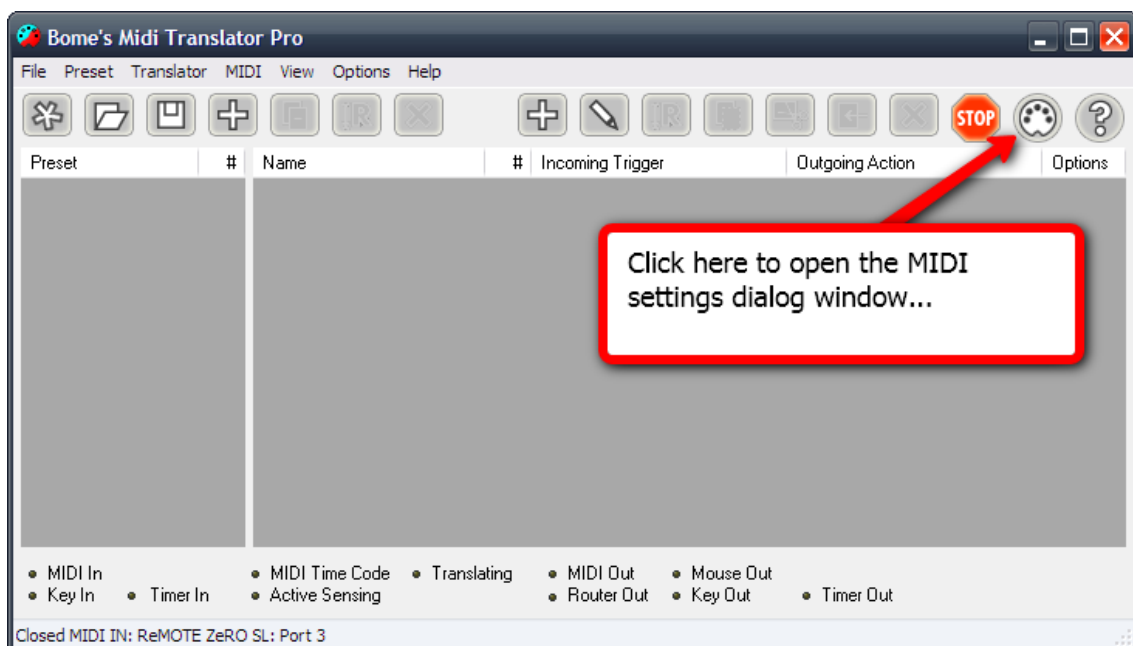 Bome's Midi Translator Pro
File Preset Translator MIDI View Options Help
STOP
Preset # Name # Incoming Trigger Outgoing Action Options
Click here to open the MIDI
settings dialog window...
MIDI In MIDI Time Code Translating MIDI Out Mouse Out
Key In Timer In Active Sensing Router Out Key Out Timer Out
Closed MIDI IN: ReMOTE ZeRO SL: Port 3